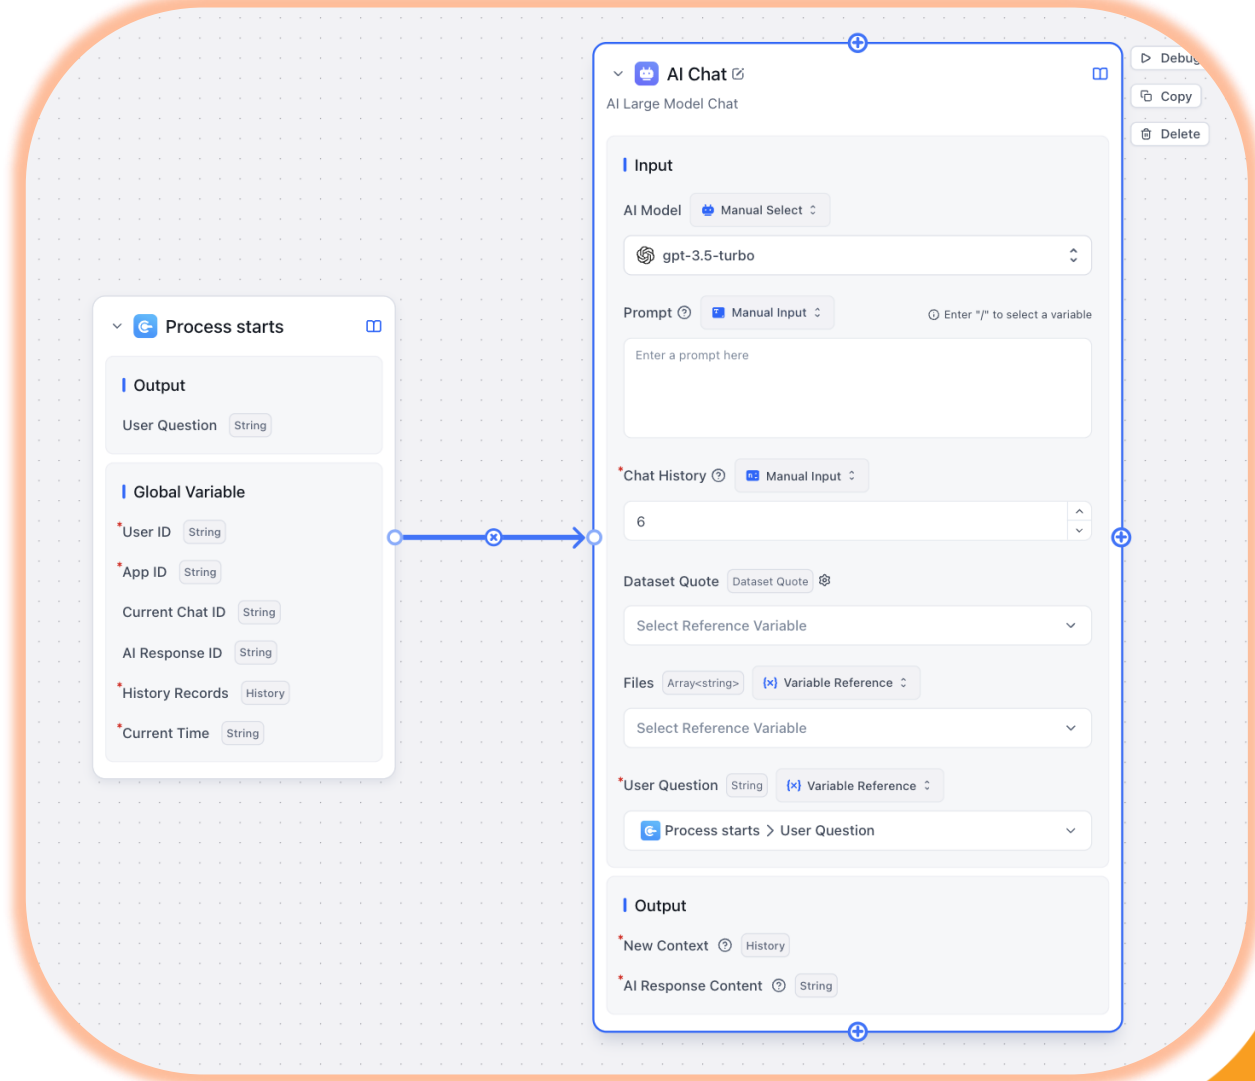 Process starts
Output
User Question String
Global Variable
*User ID String
*App ID String
Current Chat ID String
AI Response ID String
*History Records History
*Current Time String
AI Chat
AI Large Model Chat
Input
AI Model Manual Select
gpt-3.5-turbo
Prompt Manual Input Enter "/" to select a variable
Enter a prompt here
*Chat History Manual Input
6
Dataset Quote Dataset Quote
Select Reference Variable
Files Array<string> Variable Reference
Select Reference Variable
*User Question String Variable Reference
Process starts > User Question
Output
*New Context History
*AI Response Content String
Debug
Copy
Delete